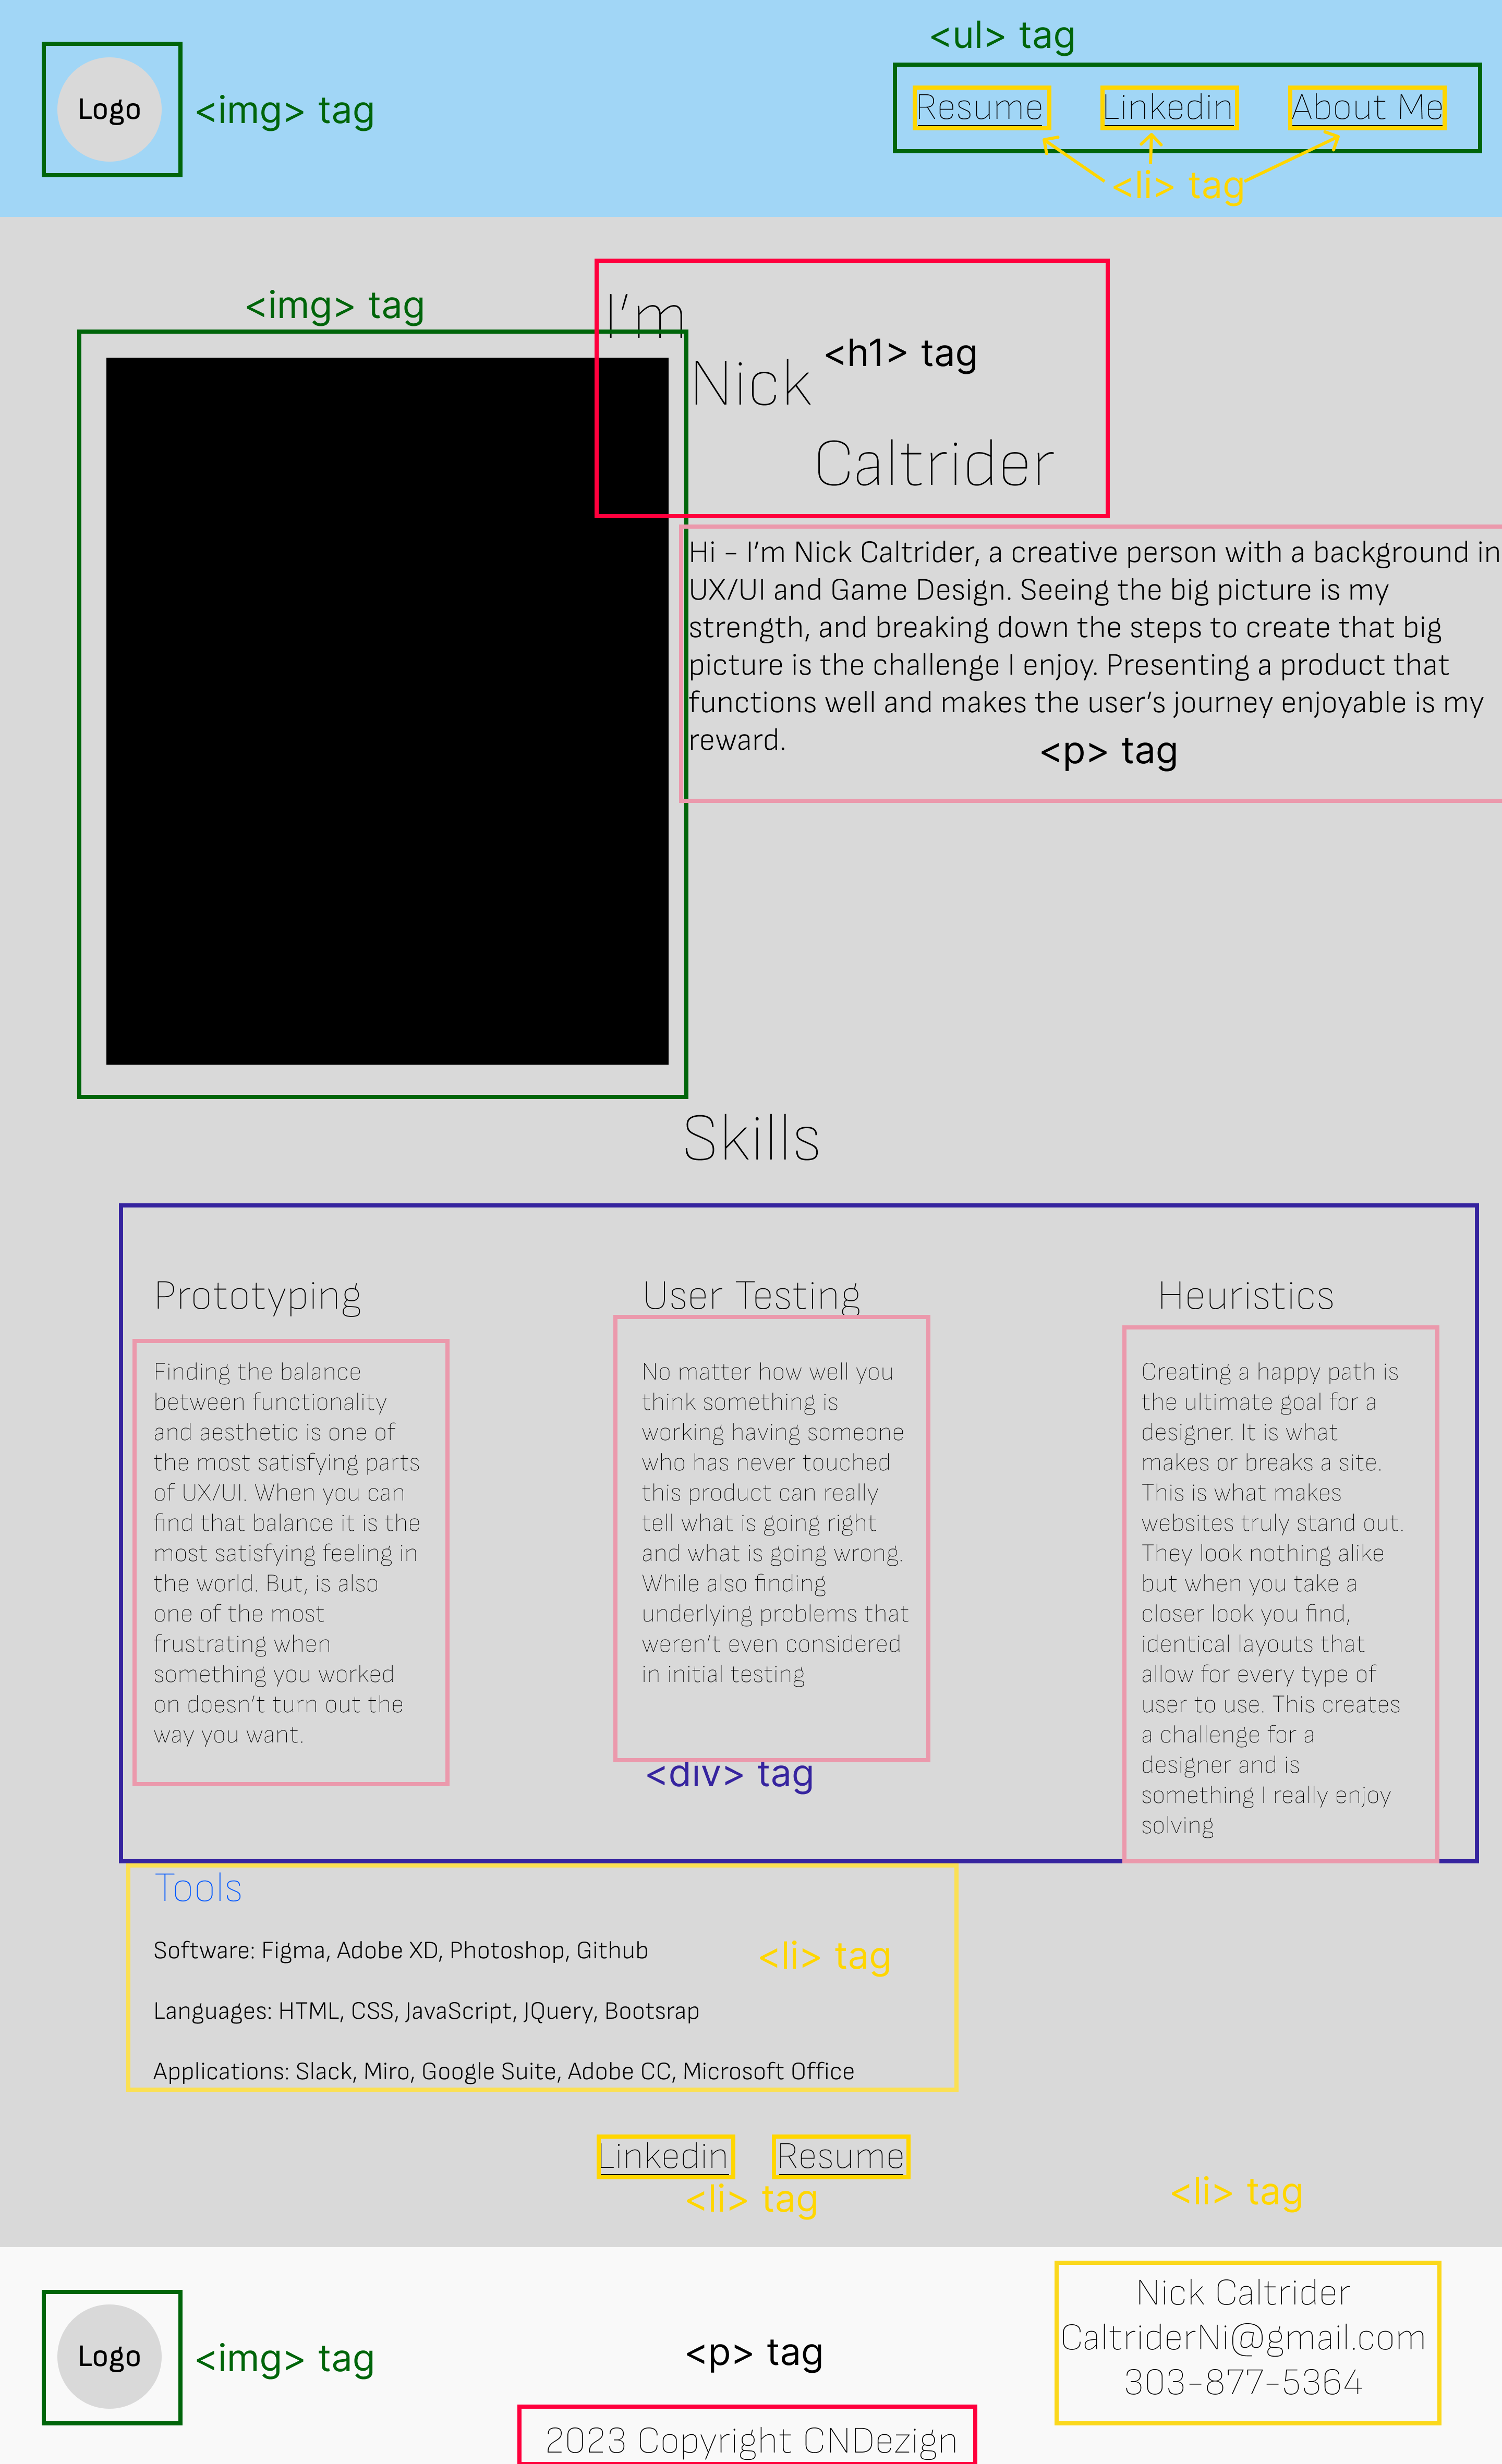 <ul> tag
Logo
<img> tag
Resume
Linkedin
About Me
<li> tag
<img> tag
I'm
Nick
<h1> tag
Caltrider
Hi - I'm Nick Caltrider, a creative person with a background in
UX/UI and Game Design. Seeing the big picture is my
strength, and breaking down the steps to create that big
picture is the challenge I enjoy. Presenting a product that
functions well and makes the user's journey enjoyable is my
reward.
<p> tag
Skills
Prototyping
Finding the balance
between functionality
and aesthetic is one of
the most satisfying parts
of UX/UI. When you can
find that balance it is the
most satisfying feeling in
the world. But, is also
one of the most
frustrating when
something you worked
on doesn't turn out the
way you want.
User Testing
No matter how well you
think something is
working having someone
who has never touched
this product can really
tell what is going right
and what is going wrong.
While also finding
underlying problems that
weren't even considered
in initial testing
Heuristics
Creating a happy path is
the ultimate goal for a
designer. It is what
makes or breaks a site.
This is what makes
websites truly stand out.
They look nothing alike
but when you take a
closer look you find,
identical layouts that
allow for every type of
user to use. This creates
a challenge for a
designer and is
something I really enjoy
solving
<div> tag
Tools
Software: Figma, Adobe XD, Photoshop, Github
<li> tag
Languages: HTML, CSS, JavaScript, JQuery, Bootsrap
Applications: Slack, Miro, Google Suite, Adobe CC, Microsoft Office
Linkedin
Resume
<li> tag
<li> tag
Logo
<img> tag
<p> tag
2023 Copyright CNDezign
Nick Caltrider
CaltriderNi@gmail.com
303-877-5364